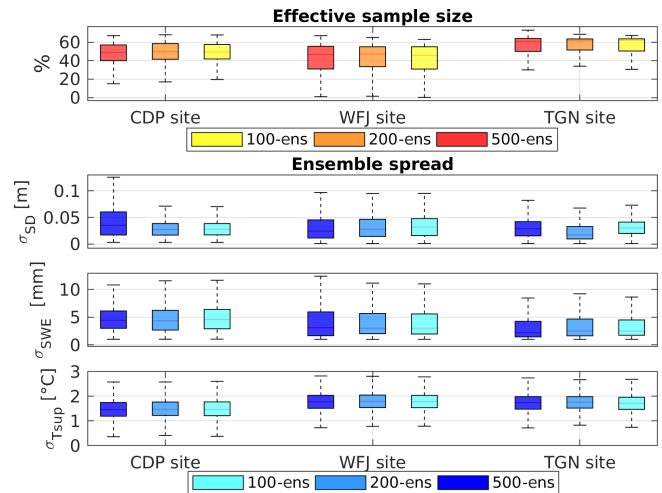 Effective sample size
%
60
40
20
0
CDP site WFJ site TGN site
100-ens 200-ens 500-ens
Ensemble spread
σSD [m]
0.1
0.05
0
σSWE [mm]
10
5
0
σTsup [°C]
3
2
1
0
CDP site WFJ site TGN site
100-ens 200-ens 500-ens